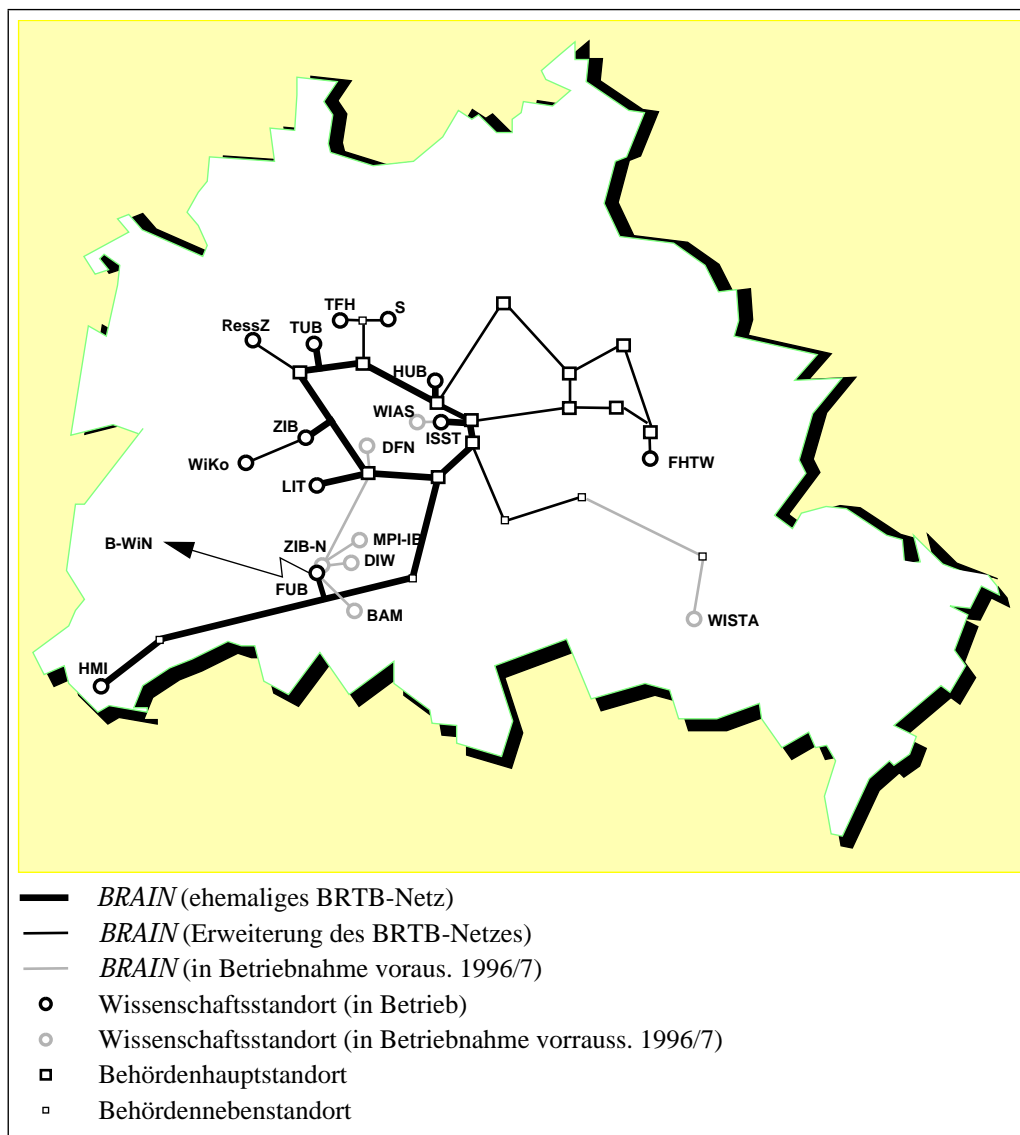 TFH
S
RessZ
TUB
HUB
WIAS
ZIB
ISST
DFN
WiKo
FHTW
LIT
B-WiN
ZIB-N
MPI-IB
DIW
FUB
BAM
WISTA
HMI
BRAIN (ehemaliges BRTB-Netz)
BRAIN (Erweiterung des BRTB-Netzes)
BRAIN (in Betriebnahme voraus. 1996/7)
Wissenschaftsstandort (in Betrieb)
Wissenschaftsstandort (in Betriebnahme vorrauss. 1996/7)
Behördenhauptstandort
Behördennebenstandort